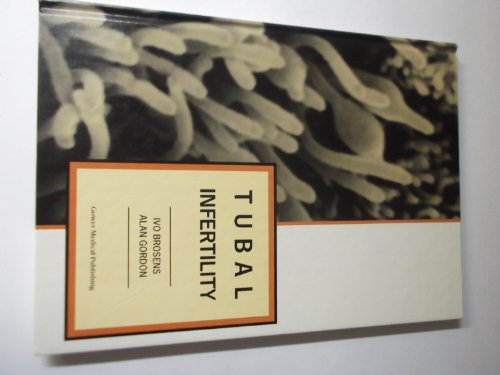 TUBAL
INFERTILITY
IVO BROSENS
ALAN GORDON
Gower Medical Publishing